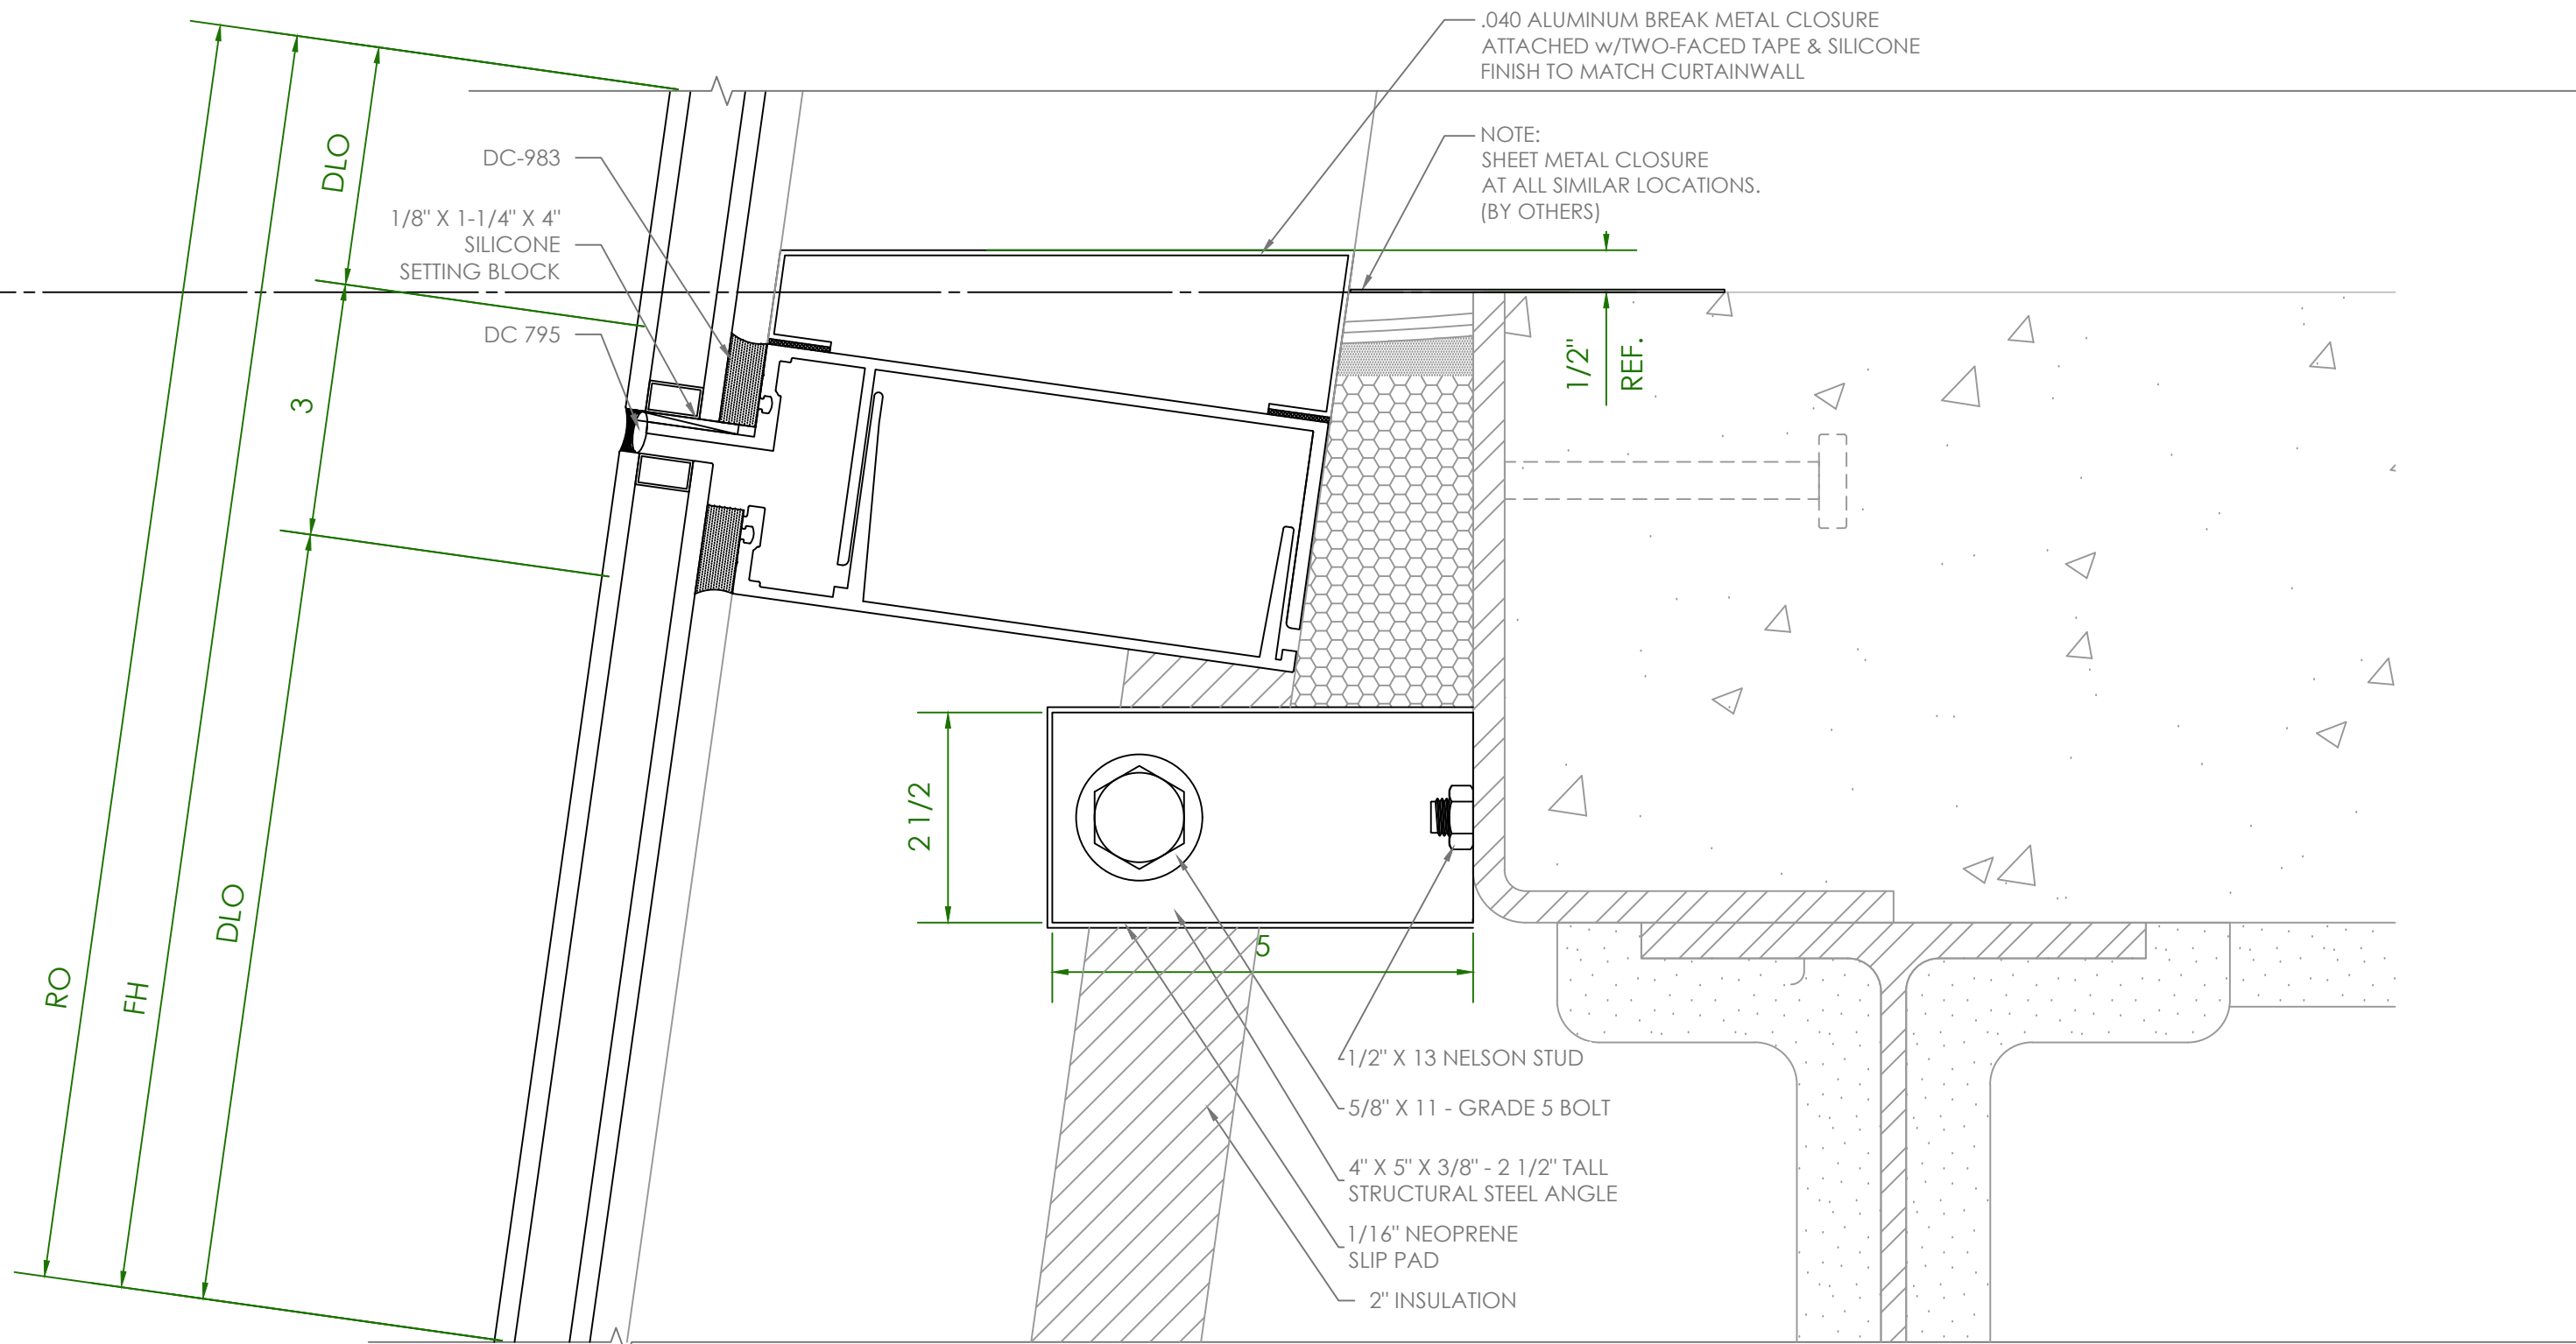 .040 ALUMINUM BREAK METAL CLOSURE
ATTACHED w/TWO-FACED TAPE & SILICONE
FINISH TO MATCH CURTAINWALL
NOTE:
SHEET METAL CLOSURE
AT ALL SIMILAR LOCATIONS.
(BY OTHERS)
DC-983
1/8" X 1-1/4" X 4"
SILICONE
SETTING BLOCK
DC 795
DLO
3
DLO
RO
FH
1/2"
REF.
2 1/2
5
1/2" X 13 NELSON STUD
5/8" X 11 - GRADE 5 BOLT
4" X 5" X 3/8" - 2 1/2" TALL
STRUCTURAL STEEL ANGLE
1/16" NEOPRENE
SLIP PAD
2" INSULATION